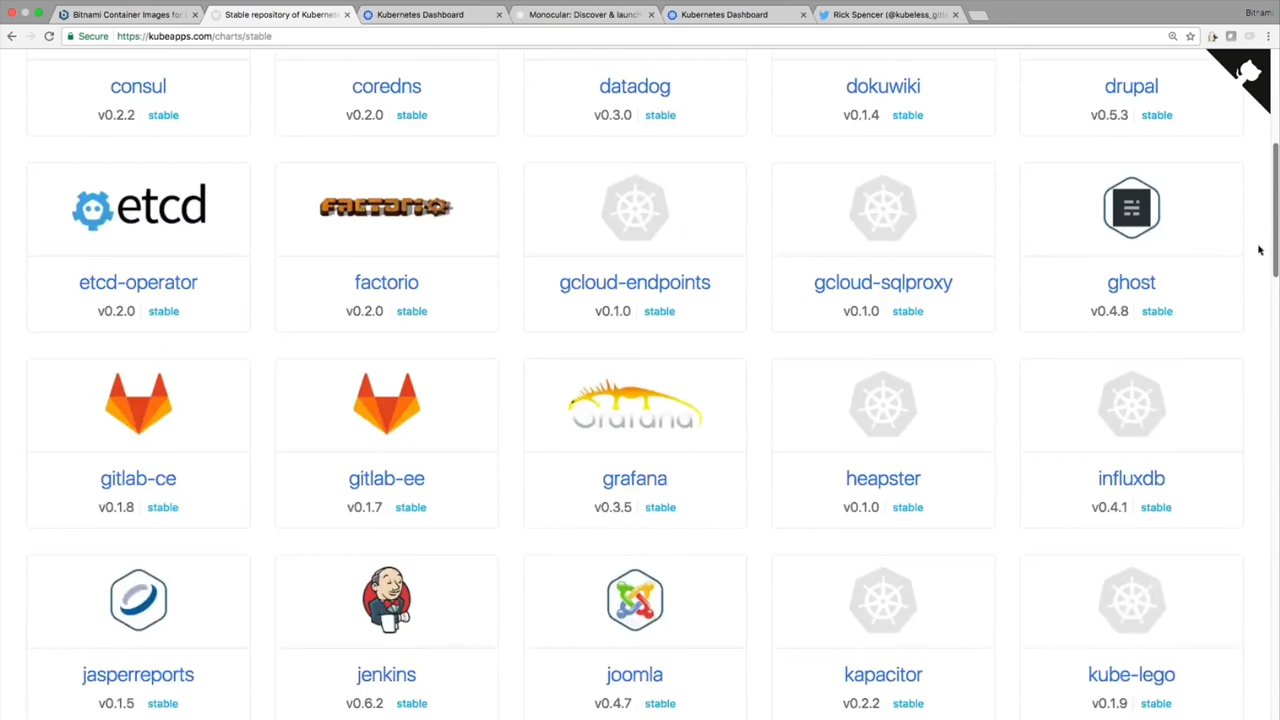 Bitnami Container Images for
Stable repository of Kubernete
Kubernetes Dashboard
Monocular: Discover & launch
Kubernetes Dashboard
Rick Spencer (@kubeless_gitl
Bitnami
Secure
https://kubeapps.com/charts/stable
consul
coredns
datadog
dokuwiki
drupal
v0.2.2 stable
v0.2.0 stable
v0.3.0 stable
v0.1.4 stable
v0.5.3 stable
etcd
FACTORIO
etcd-operator
factorio
gcloud-endpoints
gcloud-sqlproxy
ghost
v0.2.0 stable
v0.2.0 stable
v0.1.0 stable
v0.1.0 stable
v0.4.8 stable
Grafana
gitlab-ce
gitlab-ee
grafana
heapster
influxdb
v0.1.8 stable
v0.1.7 stable
v0.3.5 stable
v0.1.0 stable
v0.4.1 stable
jasperreports
jenkins
joomla
kapacitor
kube-lego
v0.1.5 stable
v0.6.2 stable
v0.4.7 stable
v0.2.2 stable
v0.1.9 stable